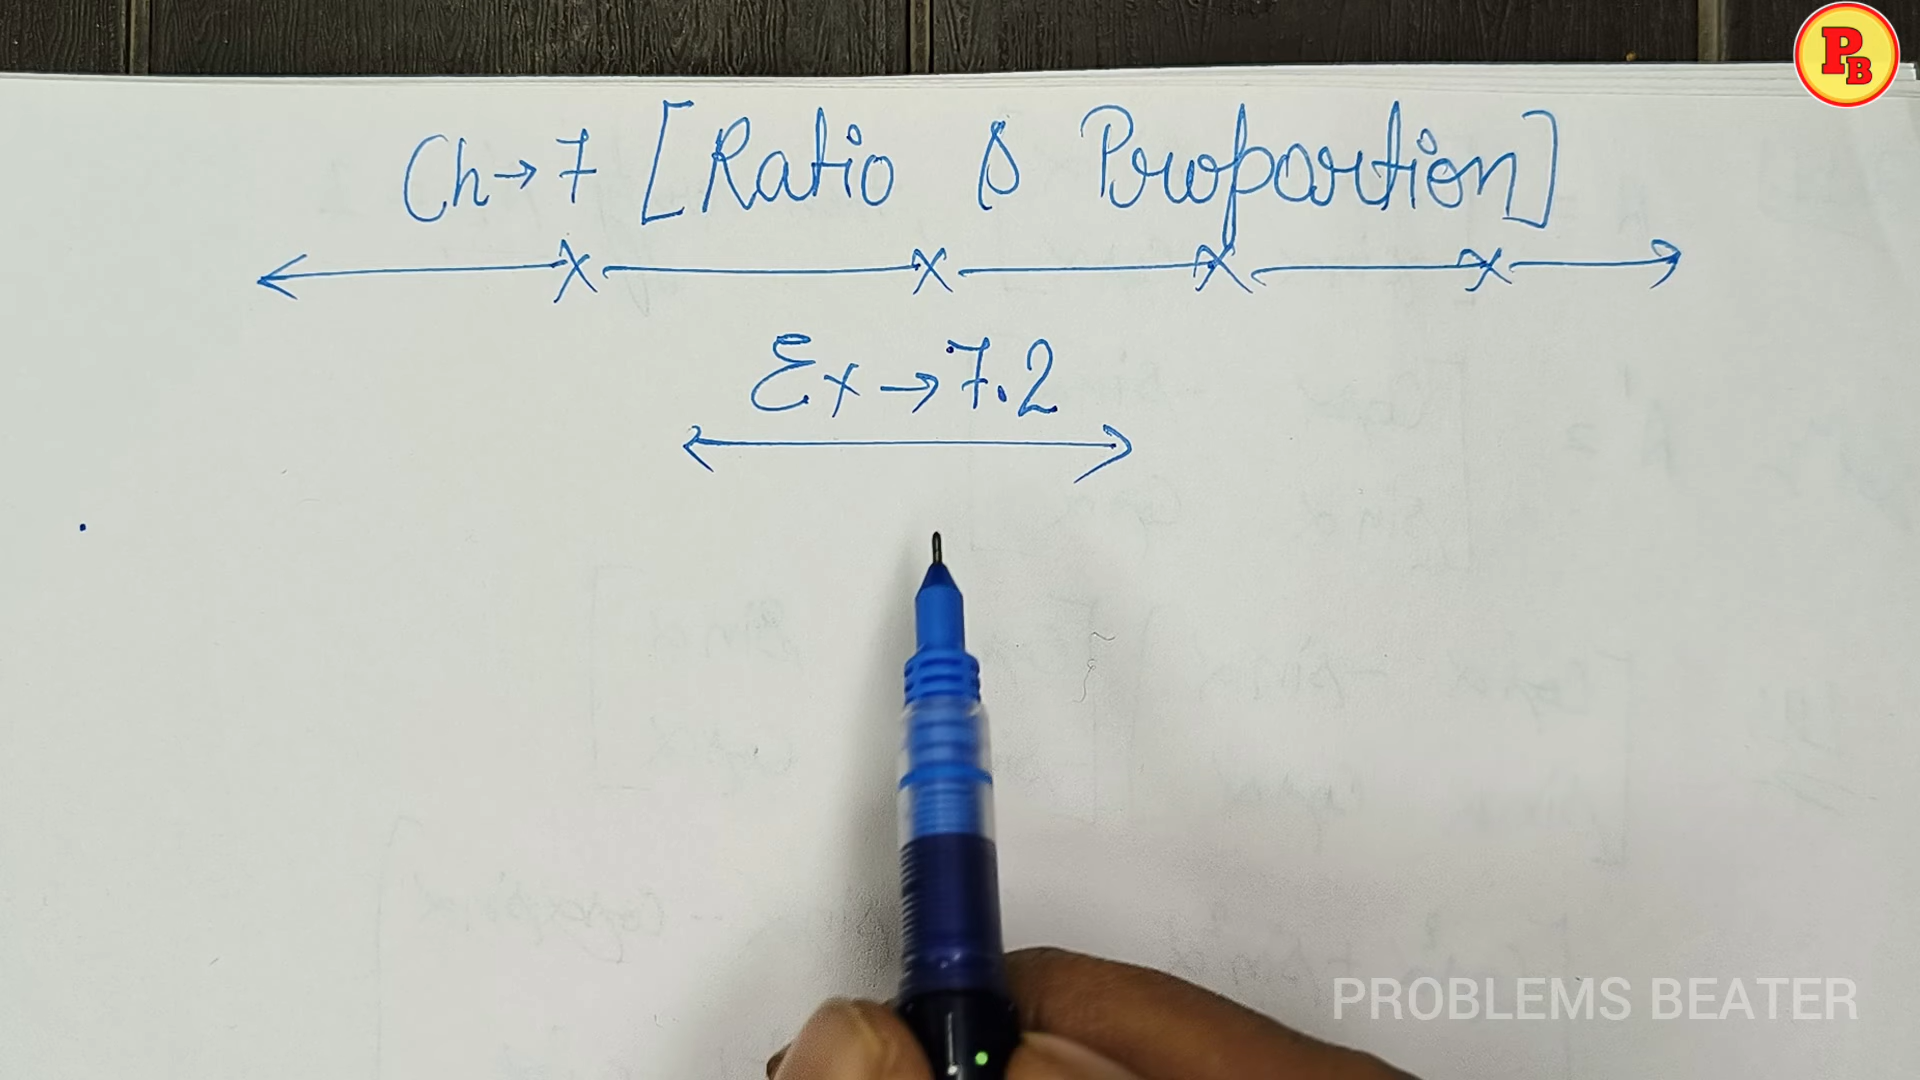 PB
Ch→7 [Ratio & Proportion]
Ex→7.2
PROBLEMS BEATER